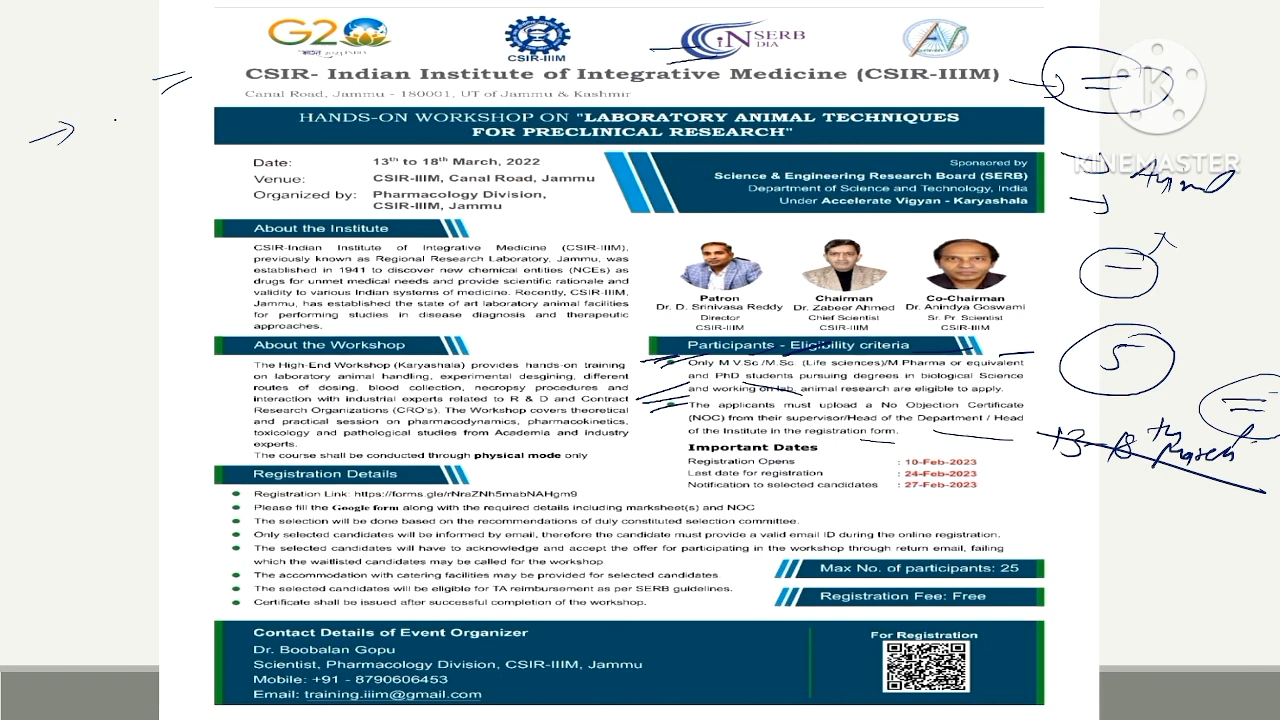 G20
भारत 2023 INDIA
CSIR-IIIM
SERB
INDIA
AV
CSIR- Indian Institute of Integrative Medicine (CSIR-IIIM)
Canal Road, Jammu - 180001, UT of Jammu & Kashmir
KINEMASTER
HANDS-ON WORKSHOP ON "LABORATORY ANIMAL TECHNIQUES
FOR PRECLINICAL RESEARCH"
Date: 13th to 18th March, 2022
Venue: CSIR-IIIM, Canal Road, Jammu
Organized by: Pharmacology Division,
CSIR-IIIM, Jammu
Sponsored by
Science & Engineering Research Board (SERB)
Department of Science and Technology, India
Under Accelerate Vigyan - Karyashala
About the Institute
CSIR-Indian Institute of Integrative Medicine (CSIR-IIIM),
previously known as Regional Research Laboratory, Jammu, was
established in 1941 to discover new chemical entities (NCEs) as
drugs for unmet medical needs and provide scientific rationale and
validity to various Indian systems of medicine. Recently, CSIR-IIIM,
Jammu, has established the state of art laboratory animal facilities
for performing studies in disease diagnosis and therapeutic
approaches.
Patron
Dr. D. Srinivasa Reddy
Director
CSIR-IIIM
Chairman
Dr. Zabeer Ahmed
Chief Scientist
CSIR-IIIM
Co-Chairman
Dr. Anindya Goswami
Sr. Pr. Scientist
CSIR-IIIM
About the Workshop
The High-End Workshop (Karyashala) provides hands-on training
on laboratory animal handling, experimental desgining, different
routes of dosing, blood collection, necropsy procedures and
interaction with industrial experts related to R & D and Contract
Research Organizations (CRO's). The Workshop covers theoretical
and practical session on pharmacodynamics, pharmacokinetics,
toxicology and pathological studies from Academia and industry
experts.
The course shall be conducted through physical mode only
Participants - Eligibility criteria
Only M.V.Sc./M.Sc. (Life sciences)/M Pharma or equivalent
and PhD students pursuing degrees in biological Science
and working on lab. animal research are eligible to apply.
The applicants must upload a No Objection Certificate
(NOC) from their supervisor/Head of the Department / Head
of the Institute in the registration form.
5
13-18th March
Important Dates
Registration Opens : 10-Feb-2023
Last date for registration : 24-Feb-2023
Notification to selected candidates : 27-Feb-2023
Registration Details
Registration Link: https://forms.gle/rNraZNh5mabNAHgm9
Please fill the Google form along with the required details including marksheet(s) and NOC
The selection will be done based on the recommendations of duly constituted selection committee.
Only selected candidates will be informed by email, therefore the candidate must provide a valid email ID during the online registration.
The selected candidates will have to acknowledge and accept the offer for participating in the workshop through return email, failing
which the waitlisted candidates may be called for the workshop
The accommodation with catering facilities may be provided for selected candidates
The selected candidates will be eligible for TA reimbursement as per SERB guidelines.
Certificate shall be issued after successful completion of the workshop.
Max No. of participants: 25
Registration Fee: Free
Contact Details of Event Organizer
Dr. Boobalan Gopu
Scientist, Pharmacology Division, CSIR-IIIM, Jammu
Mobile: +91 - 8790606453
Email: training.iiim@gmail.com
For Registration